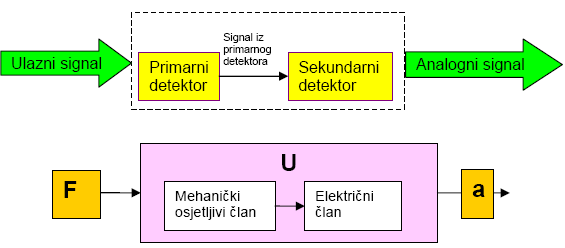 Signal iz
primarnog
detektora
Ulazni signal
Primarni
detektor
Sekundarni
detektor
Analogni signal
U
F
Mehanički
osjetljivi član
Električni
član
a